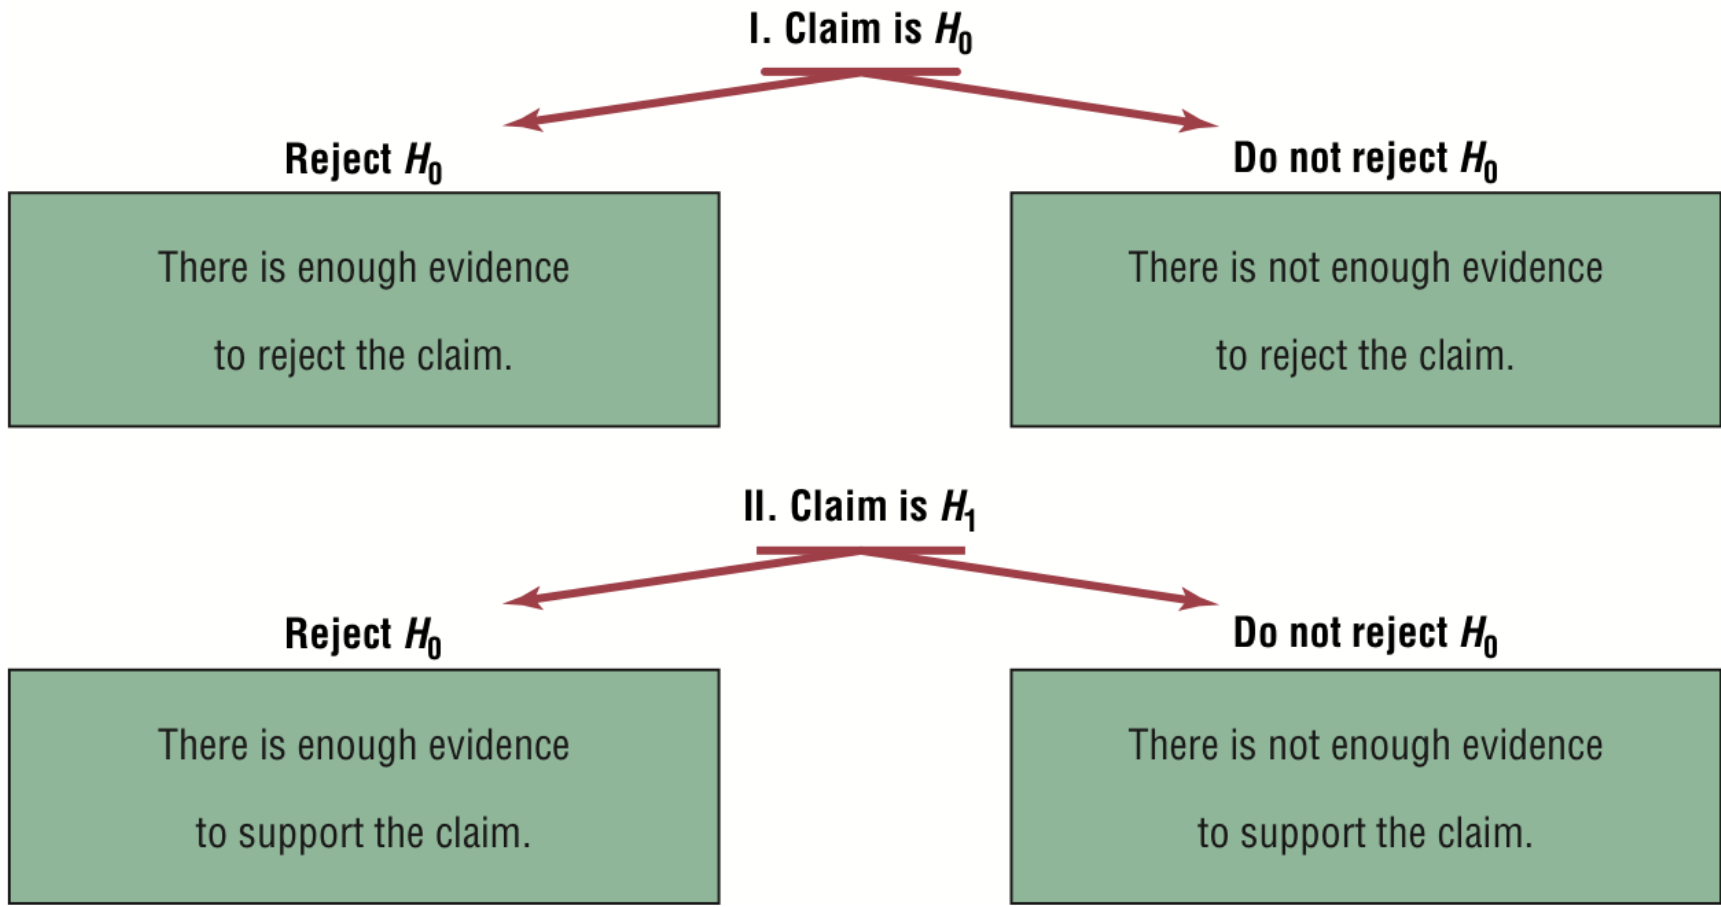 I. Claim is H₀
Reject H₀
Do not reject H₀
There is enough evidence
to reject the claim.
There is not enough evidence
to reject the claim.
II. Claim is H₁
Reject H₀
Do not reject H₀
There is enough evidence
to support the claim.
There is not enough evidence
to support the claim.